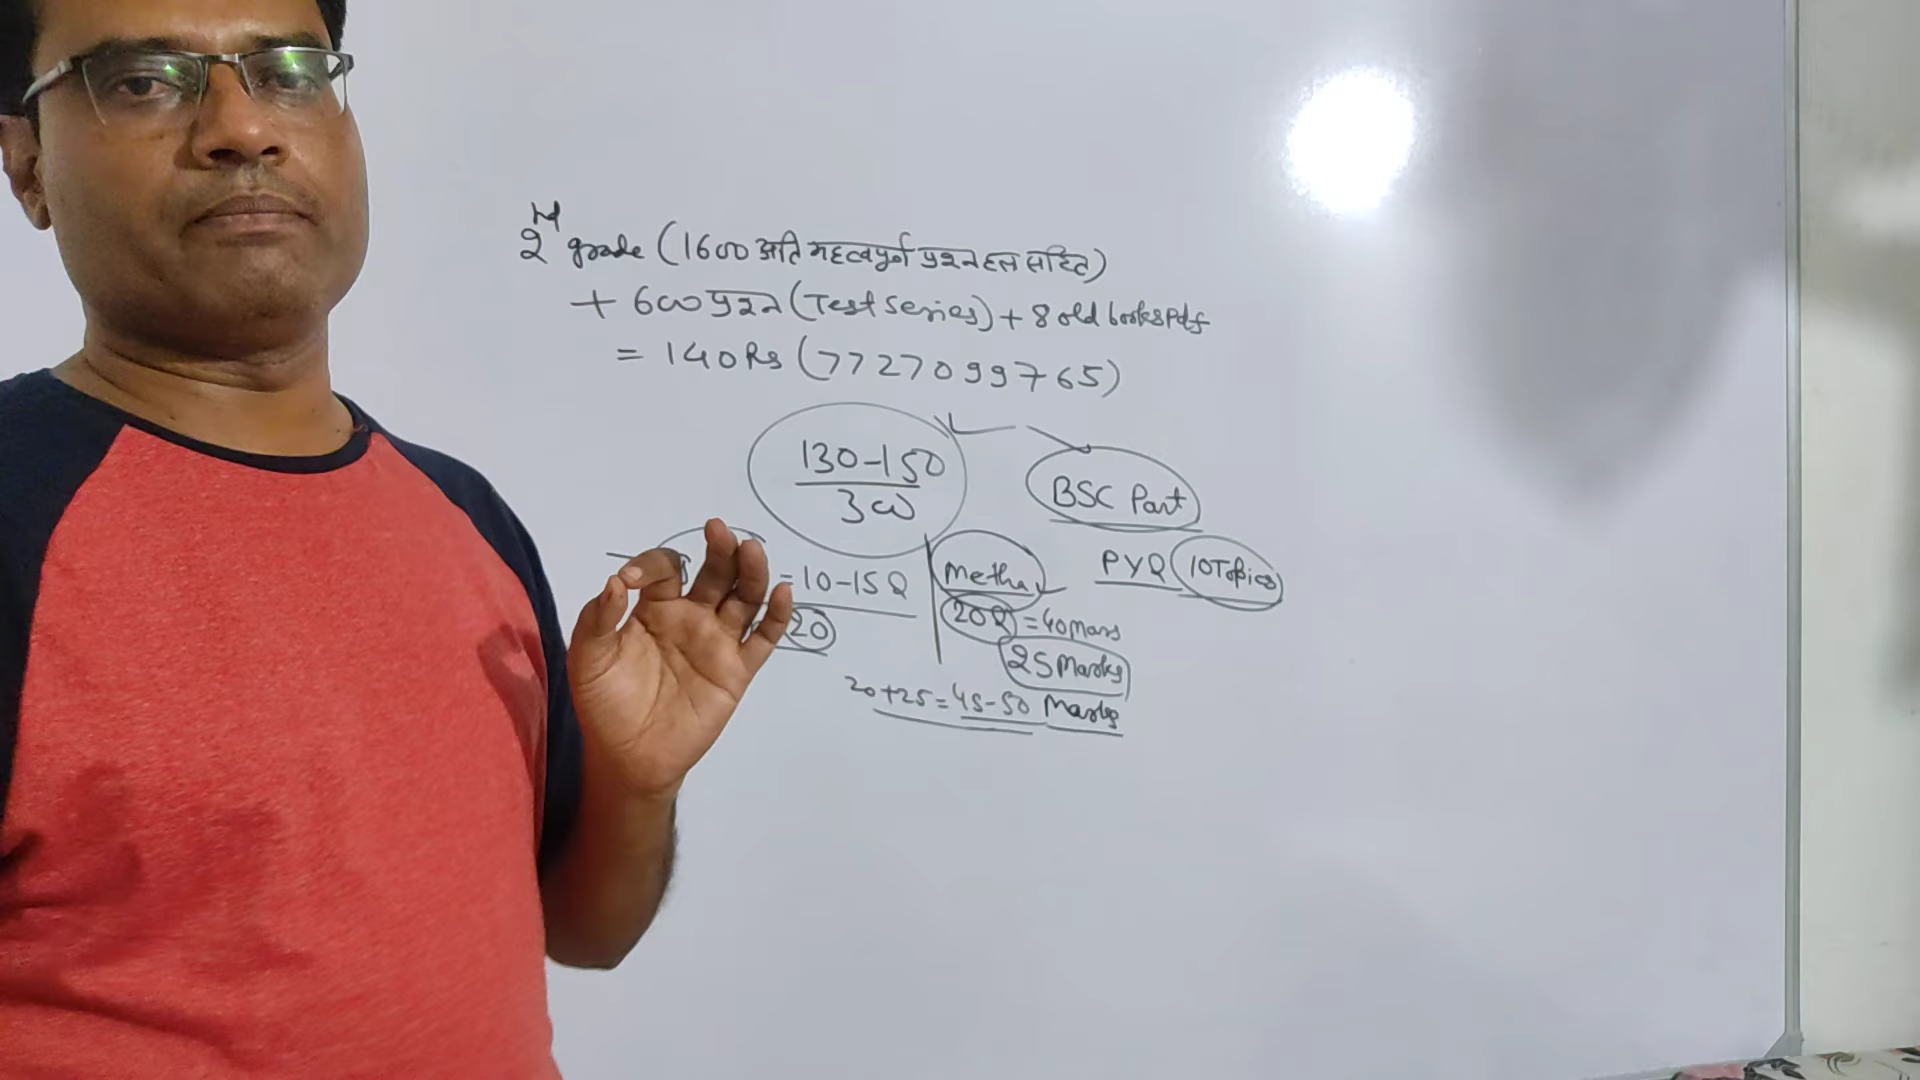 2nd grade (1600 अति महत्वपूर्ण प्रश्न हल सहित)
+ 600 प्रश्न (Test series) + 8 old books pdf
= 140 Rs (7727099765)
130-150
300
BSC Part
= 10-15Q
20
Metho
20Q = 40 Mars
25 Marks
PYQ 10 Topics
20+25 = 45-50 Marks